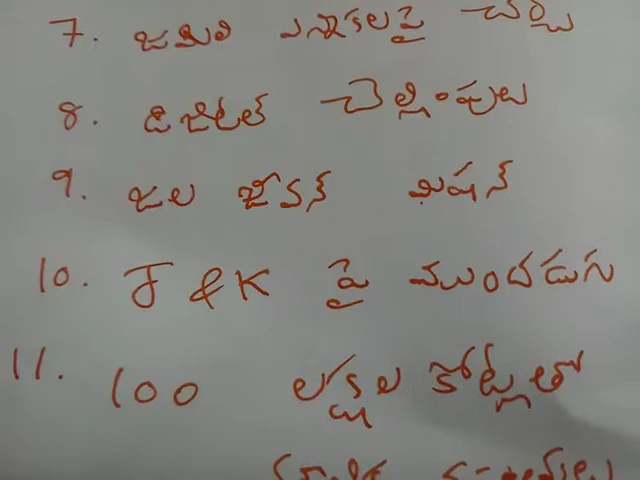 7. జమిలి ఎన్నికలపై చర్చ
8. డిజిటల్ చెల్లింపులు
9. జల జీవన్ మిషన్
10. J & K పై ముందడుగు
11. 100 లక్షల కోట్లతో